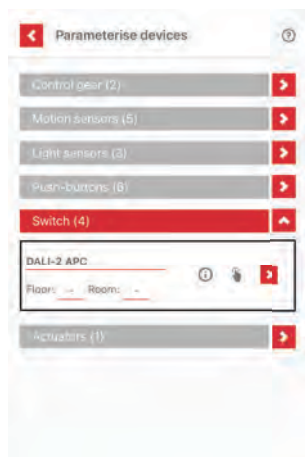 Parameterise devices
Control gear (2)
Motion sensors (5)
Light sensors (3)
Push-buttons (8)
Switch (4)
DALI-2 APC
Floor: - Room: -
Actuators (1)